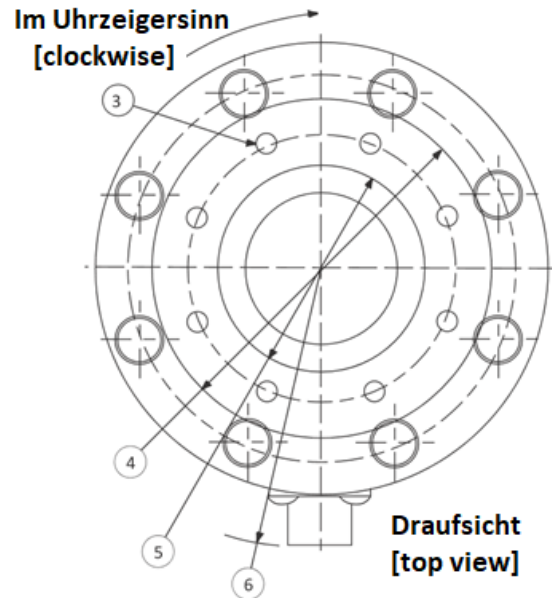 Im Uhrzeigersinn
[clockwise]
3
4
5
6
Draufsicht
[top view]